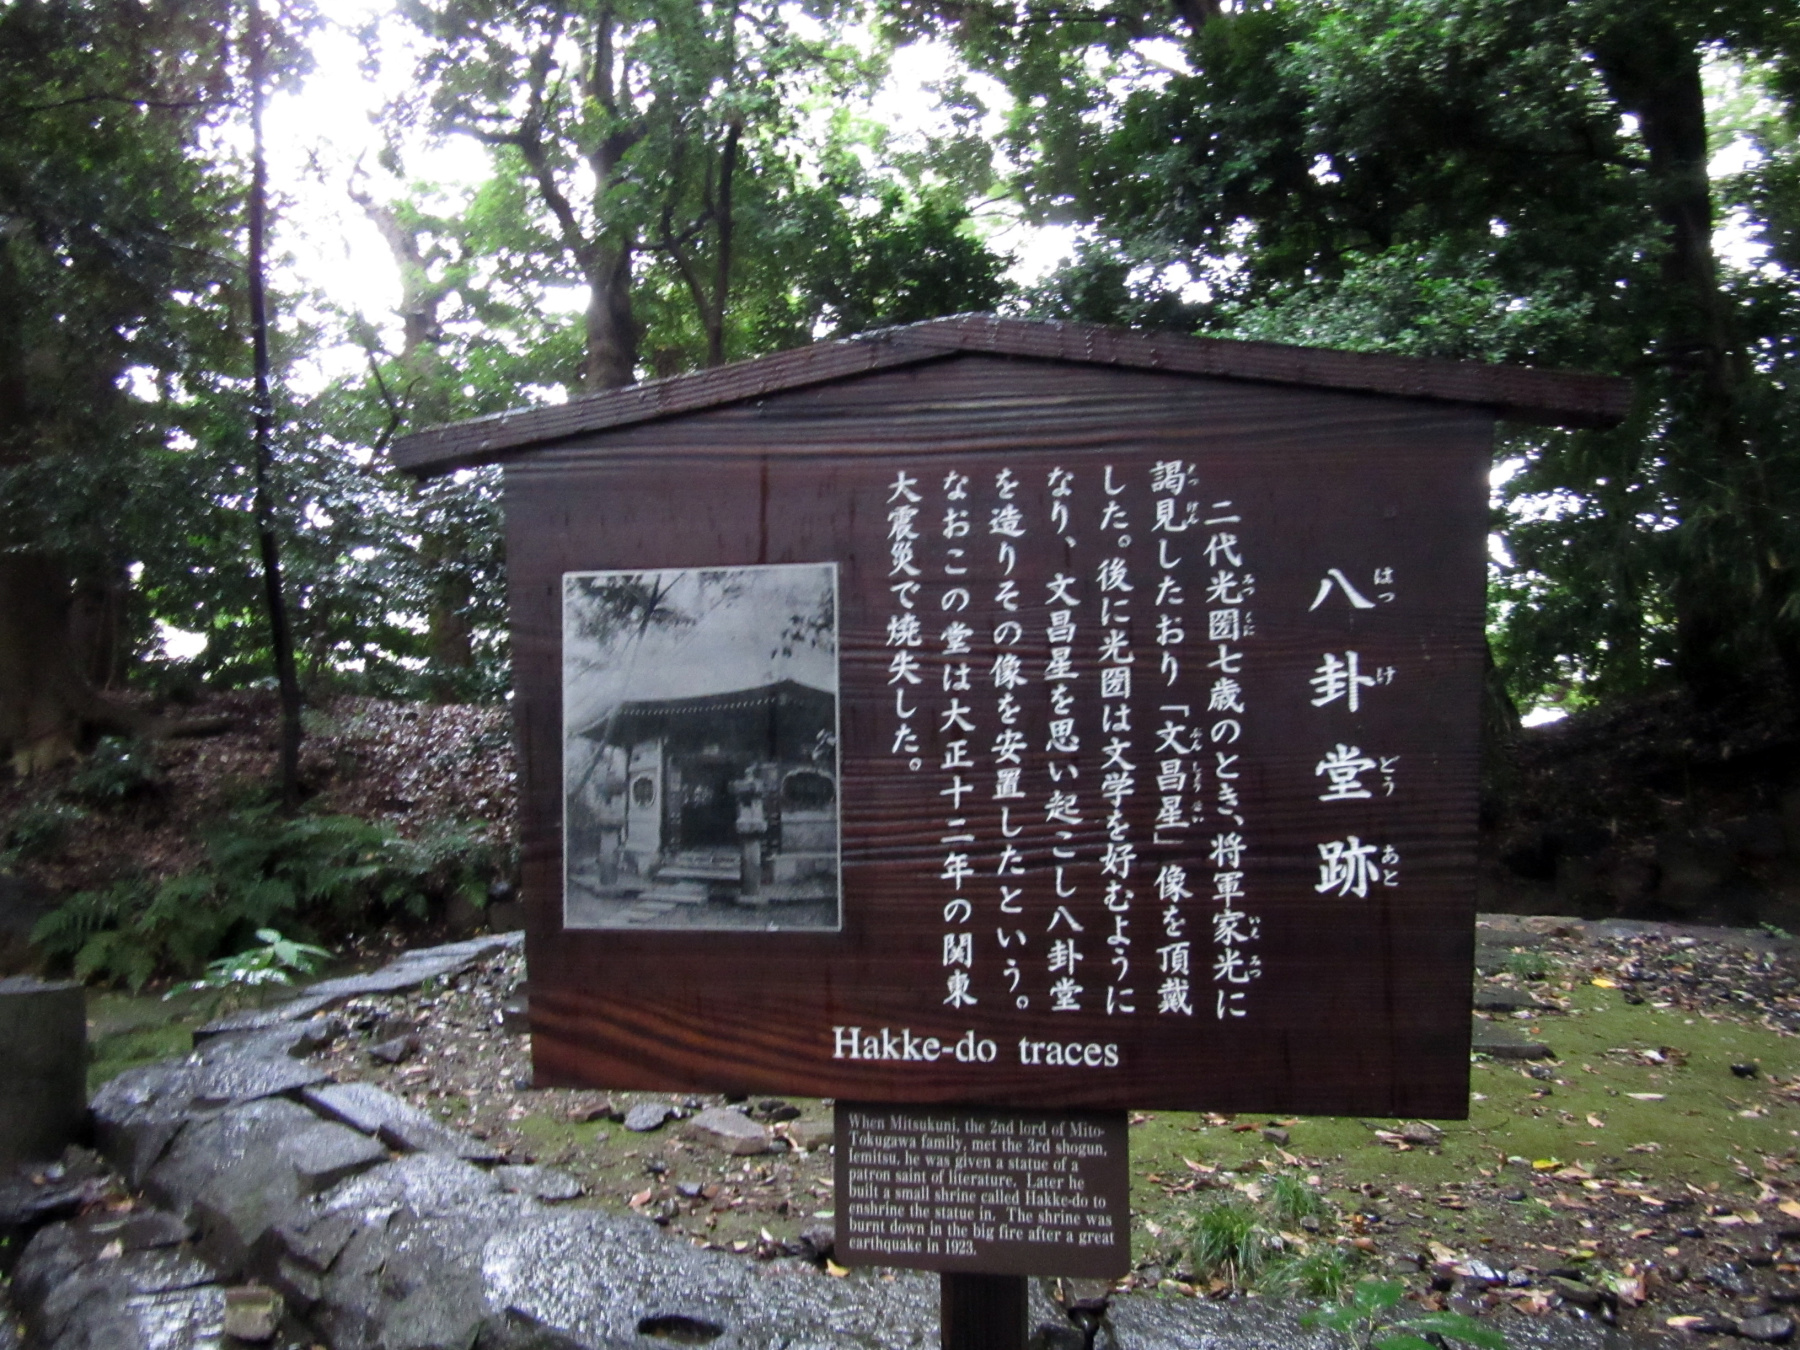 八卦堂跡
はっけどうあと
二代光圀七歳のとき、将軍家光に
謁見したおり「文昌星」像を頂戴
した。後に光圀は文学を好むように
なり、文昌星を思い起こし八卦堂
を造りその像を安置したという。
なおこの堂は大正十二年の関東
大震災で焼失した。
Hakke-do traces
When Mitsukuni, the 2nd lord of Mito-
Tokugawa family, met the 3rd shogun,
Iemitsu, he was given a statue of a
patron saint of literature. Later he
built a small shrine called Hakke-do to
enshrine the statue in. The shrine was
burnt down in the big fire after a great
earthquake in 1923.